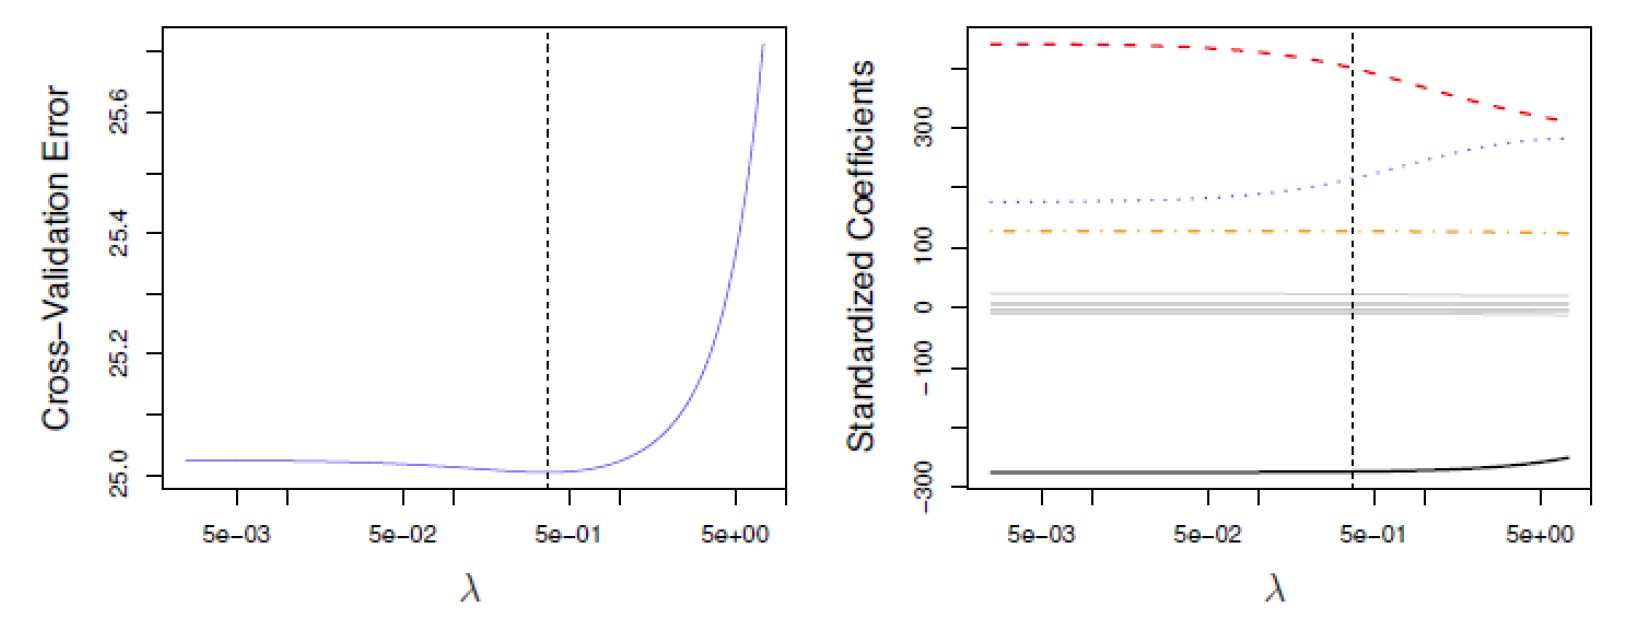 Cross−Validation Error
25.6
25.4
25.2
25.0
5e−03 5e−02 5e−01 5e+00
λ
Standardized Coefficients
300
100
0
−100
−300
5e−03 5e−02 5e−01 5e+00
λ